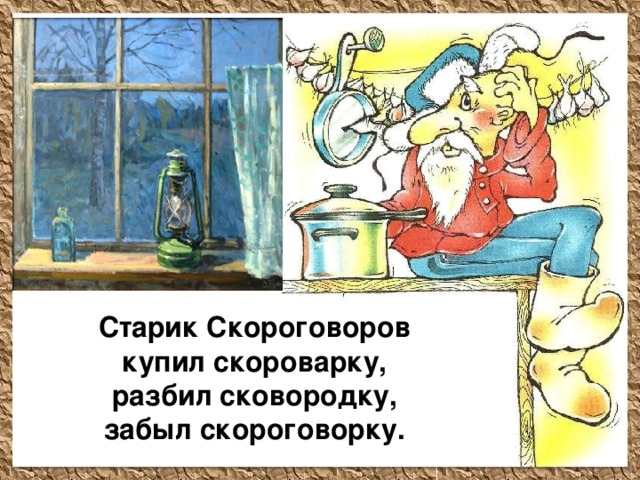 Старик Скороговоров
купил скороварку,
разбил сковородку,
забыл скороговорку.